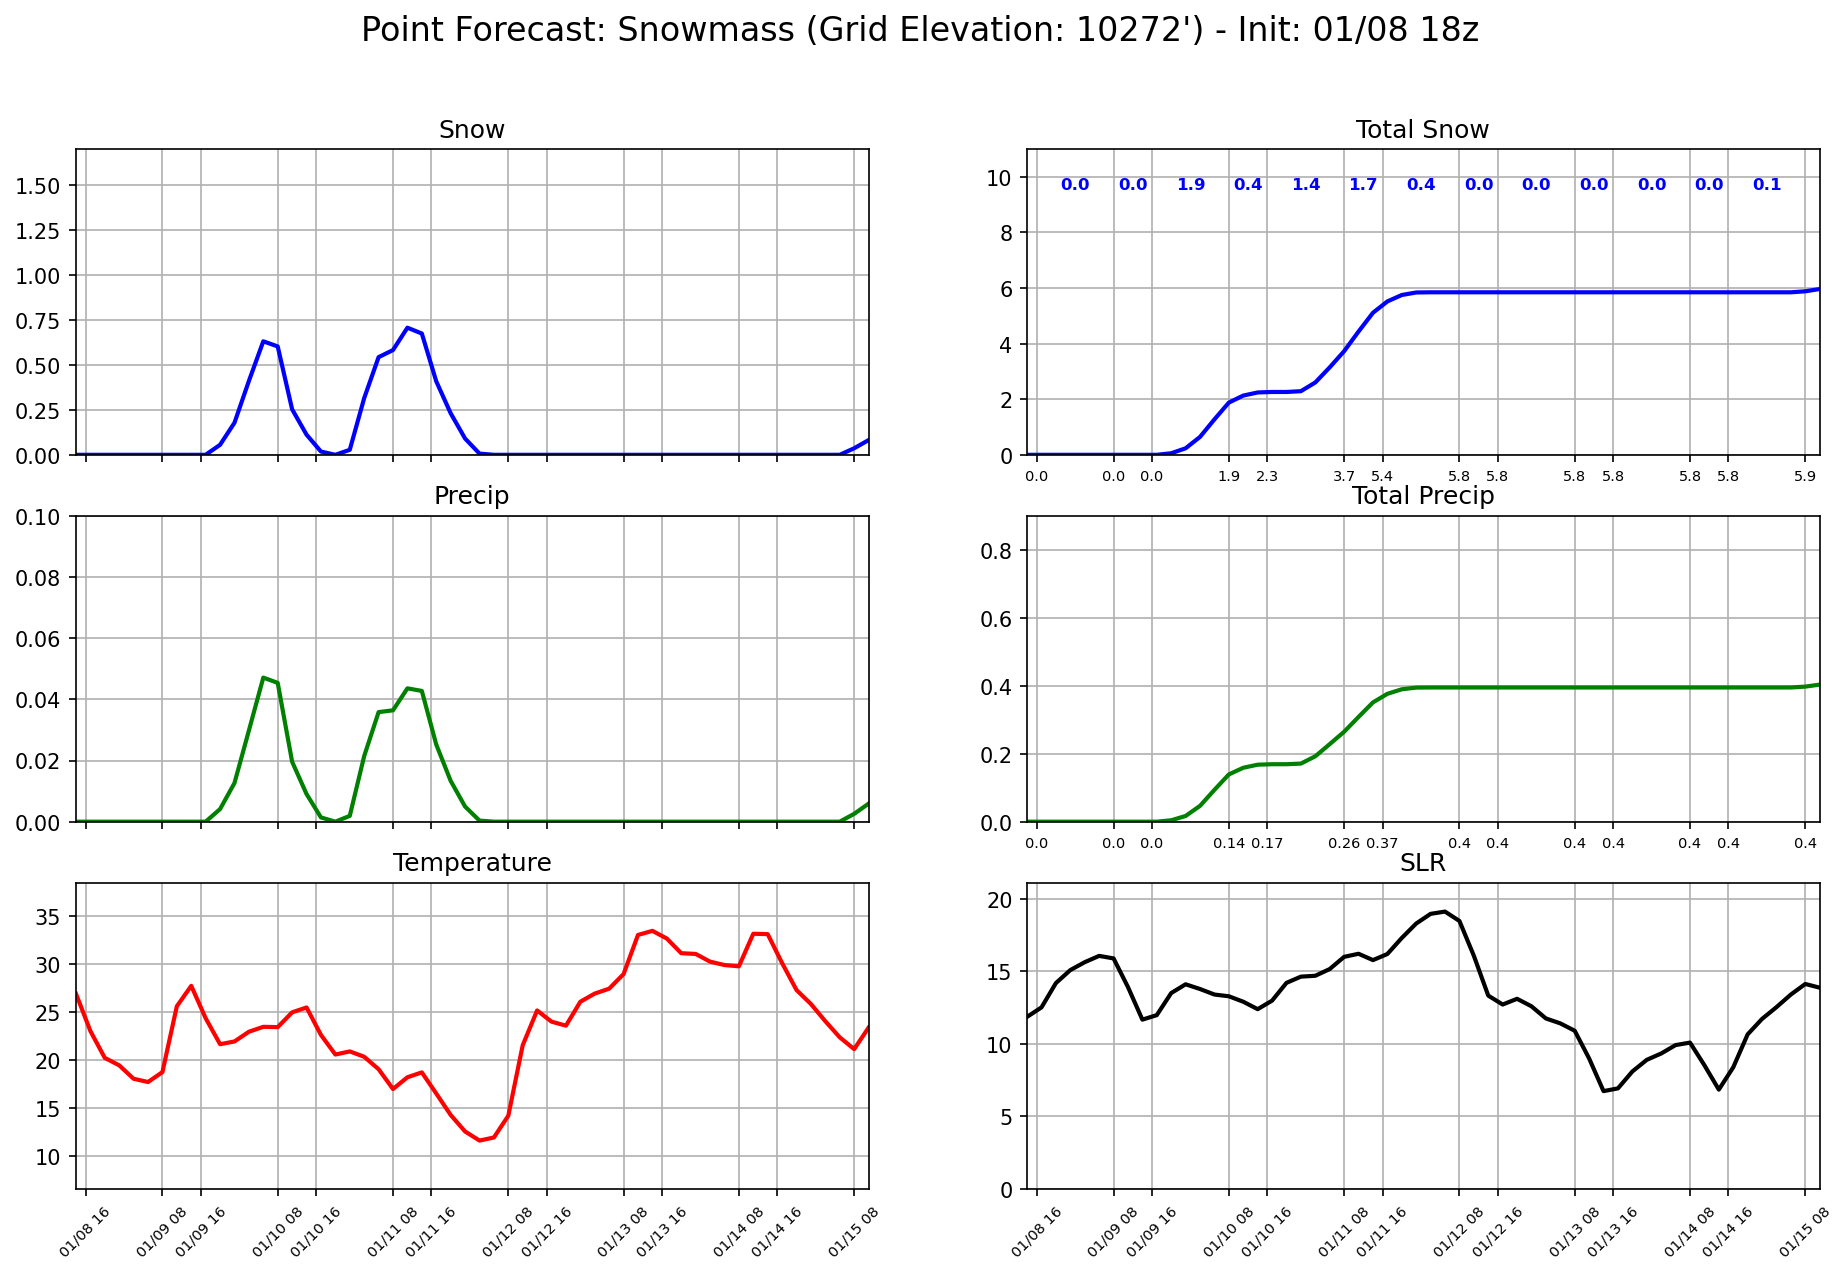 Point Forecast: Snowmass (Grid Elevation: 10272') - Init: 01/08 18z
Snow
1.50
1.25
1.00
0.75
0.50
0.25
0.00
Total Snow
0.0 0.0 1.9 0.4 1.4 1.7 0.4 0.0 0.0 0.0 0.0 0.0 0.1
10
8
6
4
2
0
0.0 0.0 0.0 1.9 2.3 3.7 5.4 5.8 5.8 5.8 5.8 5.8 5.8 5.9
Precip
0.10
0.08
0.06
0.04
0.02
0.00
Total Precip
0.8
0.6
0.4
0.2
0.0
0.0 0.0 0.0 0.14 0.17 0.26 0.37 0.4 0.4 0.4 0.4 0.4 0.4 0.4
Temperature
35
30
25
20
15
10
01/08 16 01/09 08 01/09 16 01/10 08 01/10 16 01/11 08 01/11 16 01/12 08 01/12 16 01/13 08 01/13 16 01/14 08 01/14 16 01/15 08
SLR
20
15
10
5
0
01/08 16 01/09 08 01/09 16 01/10 08 01/10 16 01/11 08 01/11 16 01/12 08 01/12 16 01/13 08 01/13 16 01/14 08 01/14 16 01/15 08